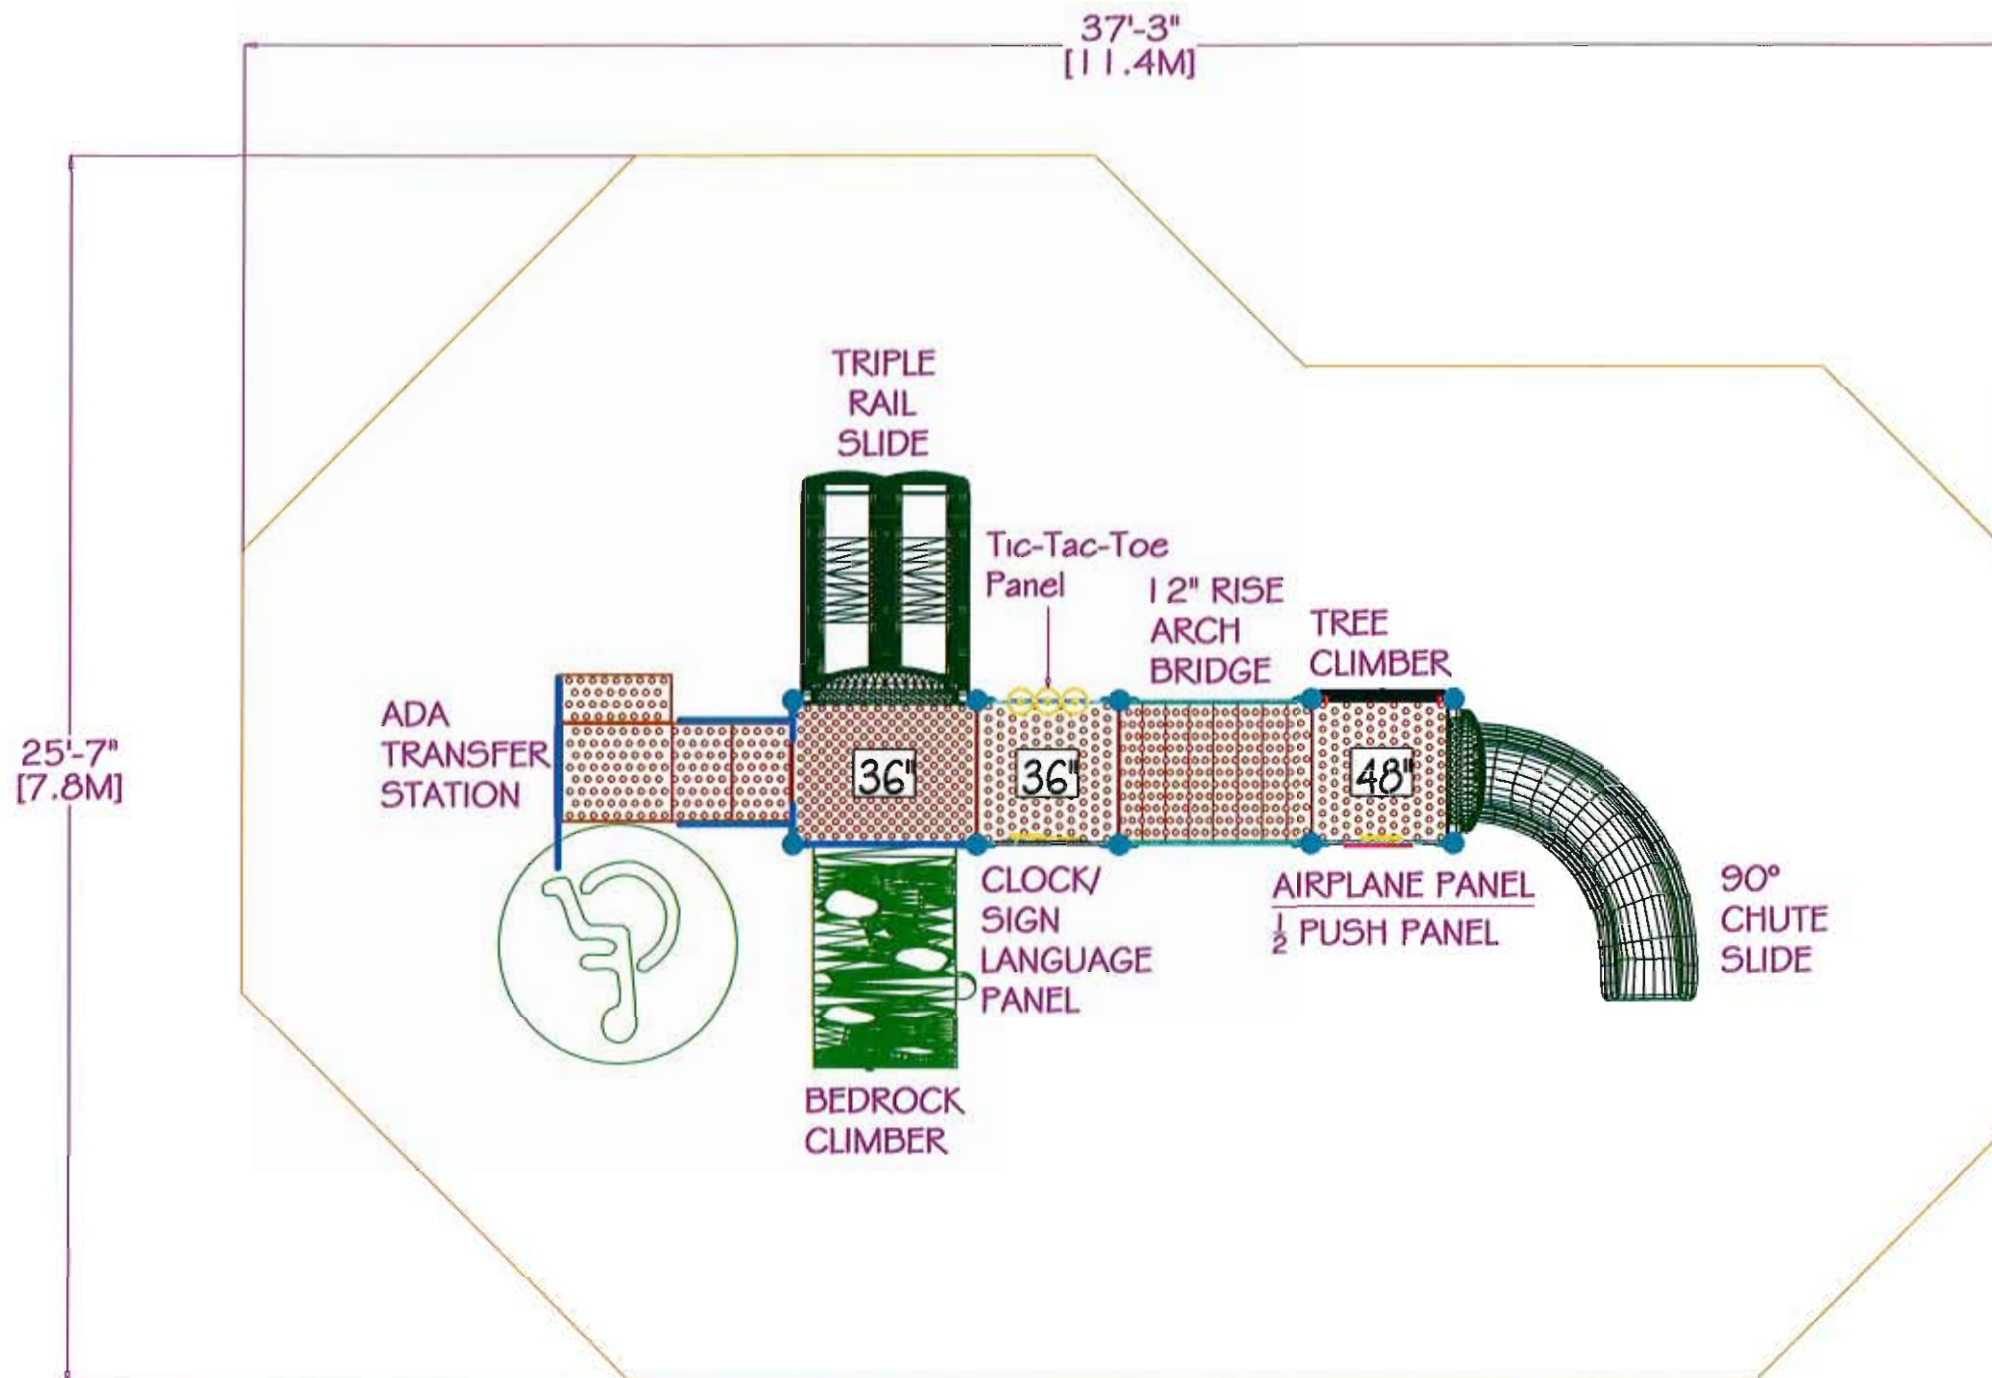 37'-3"
[11.4M]
TRIPLE
RAIL
SLIDE
Tic-Tac-Toe
Panel
12" RISE
ARCH
BRIDGE
TREE
CLIMBER
ADA
TRANSFER
STATION
25'-7"
[7.8M]
36"
36"
48"
CLOCK/
SIGN
LANGUAGE
PANEL
AIRPLANE PANEL
½ PUSH PANEL
90°
CHUTE
SLIDE
BEDROCK
CLIMBER